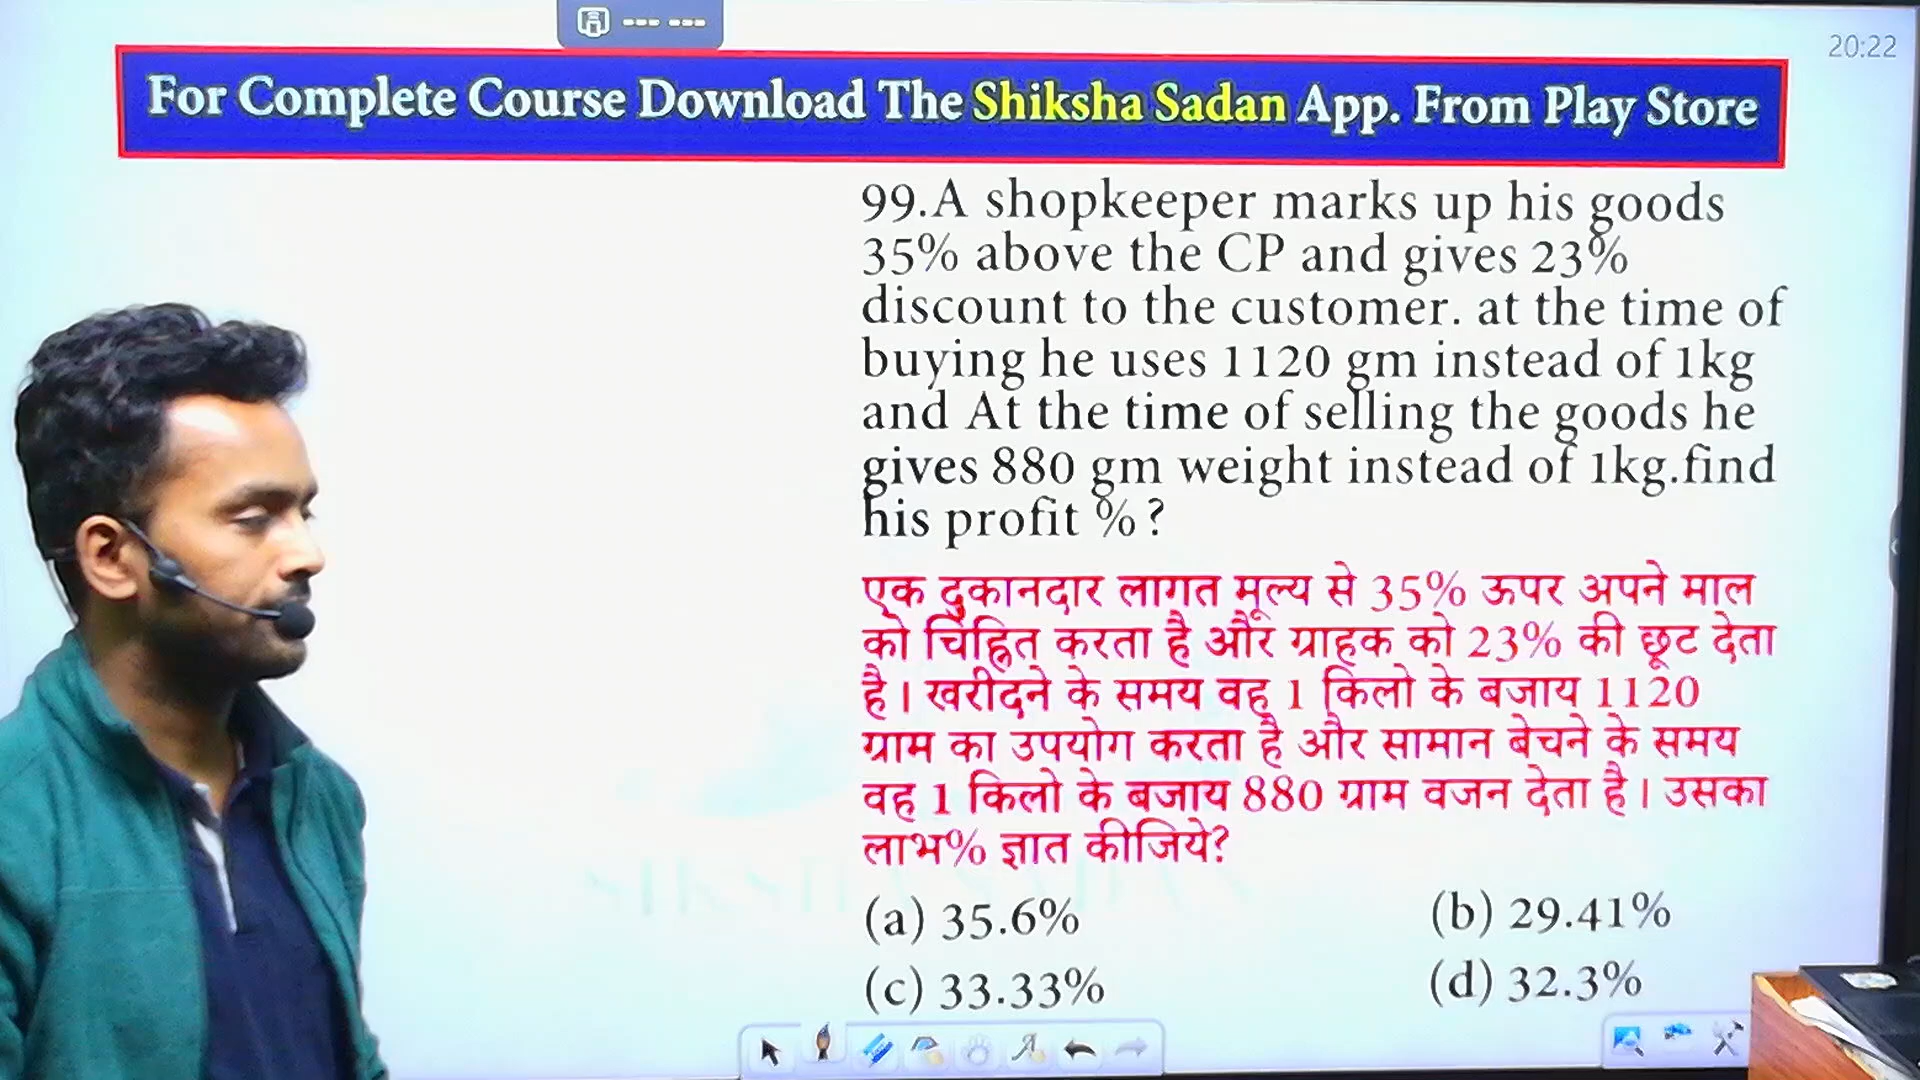 --- ---
20:22
For Complete Course Download The Shiksha Sadan App. From Play Store
99.A shopkeeper marks up his goods
35% above the CP and gives 23%
discount to the customer. at the time of
buying he uses 1120 gm instead of 1kg
and At the time of selling the goods he
gives 880 gm weight instead of 1kg.find
his profit %?
एक दुकानदार लागत मूल्य से 35% ऊपर अपने माल
को चिह्नित करता है और ग्राहक को 23% की छूट देता
है। खरीदने के समय वह 1 किलो के बजाय 1120
ग्राम का उपयोग करता है और सामान बेचने के समय
वह 1 किलो के बजाय 880 ग्राम वजन देता है। उसका
लाभ% ज्ञात कीजिये?
(a) 35.6%
(b) 29.41%
(c) 33.33%
(d) 32.3%